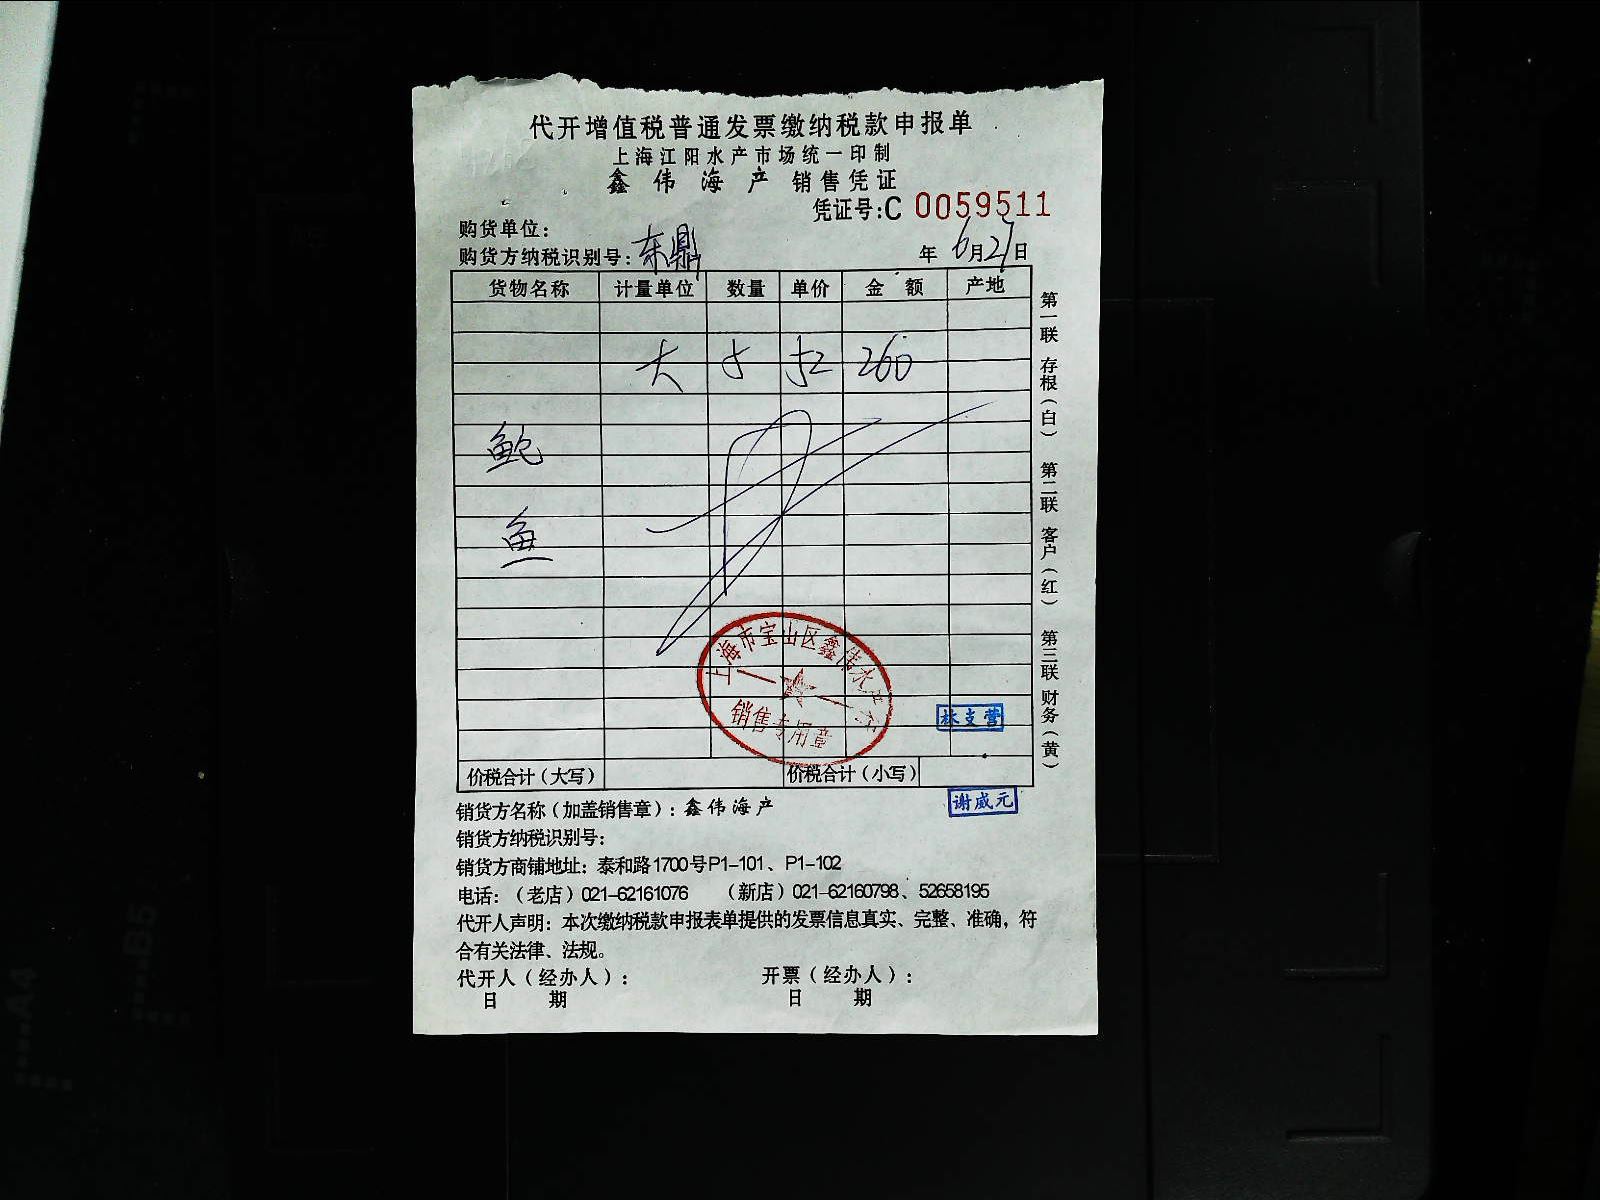 代开增值税普通发票缴纳税款申报单
上海江阳水产市场统一印制
鑫伟海产 销售凭证
凭证号:C 0059511
购货单位:
购货方纳税识别号: 东鼎 年 6月27日
货物名称 计量单位 数量 单价 金额 产地
大 5 52 260
鲍
鱼
上海市宝山区鑫伟水产
销售专用章
林支营
价税合计(大写) 价税合计(小写)
谢威元
销货方名称(加盖销售章): 鑫伟海产
销货方纳税识别号:
销货方商铺地址: 泰和路1700号P1-101、P1-102
电话: (老店)021-62161076 (新店)021-62160798、52658195
代开人声明: 本次缴纳税款申报表单提供的发票信息真实、完整、准确, 符
合有关法律、法规。
代开人(经办人): 开票(经办人):
日 期 日 期
第一联 存根(白) 第二联 客户(红) 第三联 财务(黄)